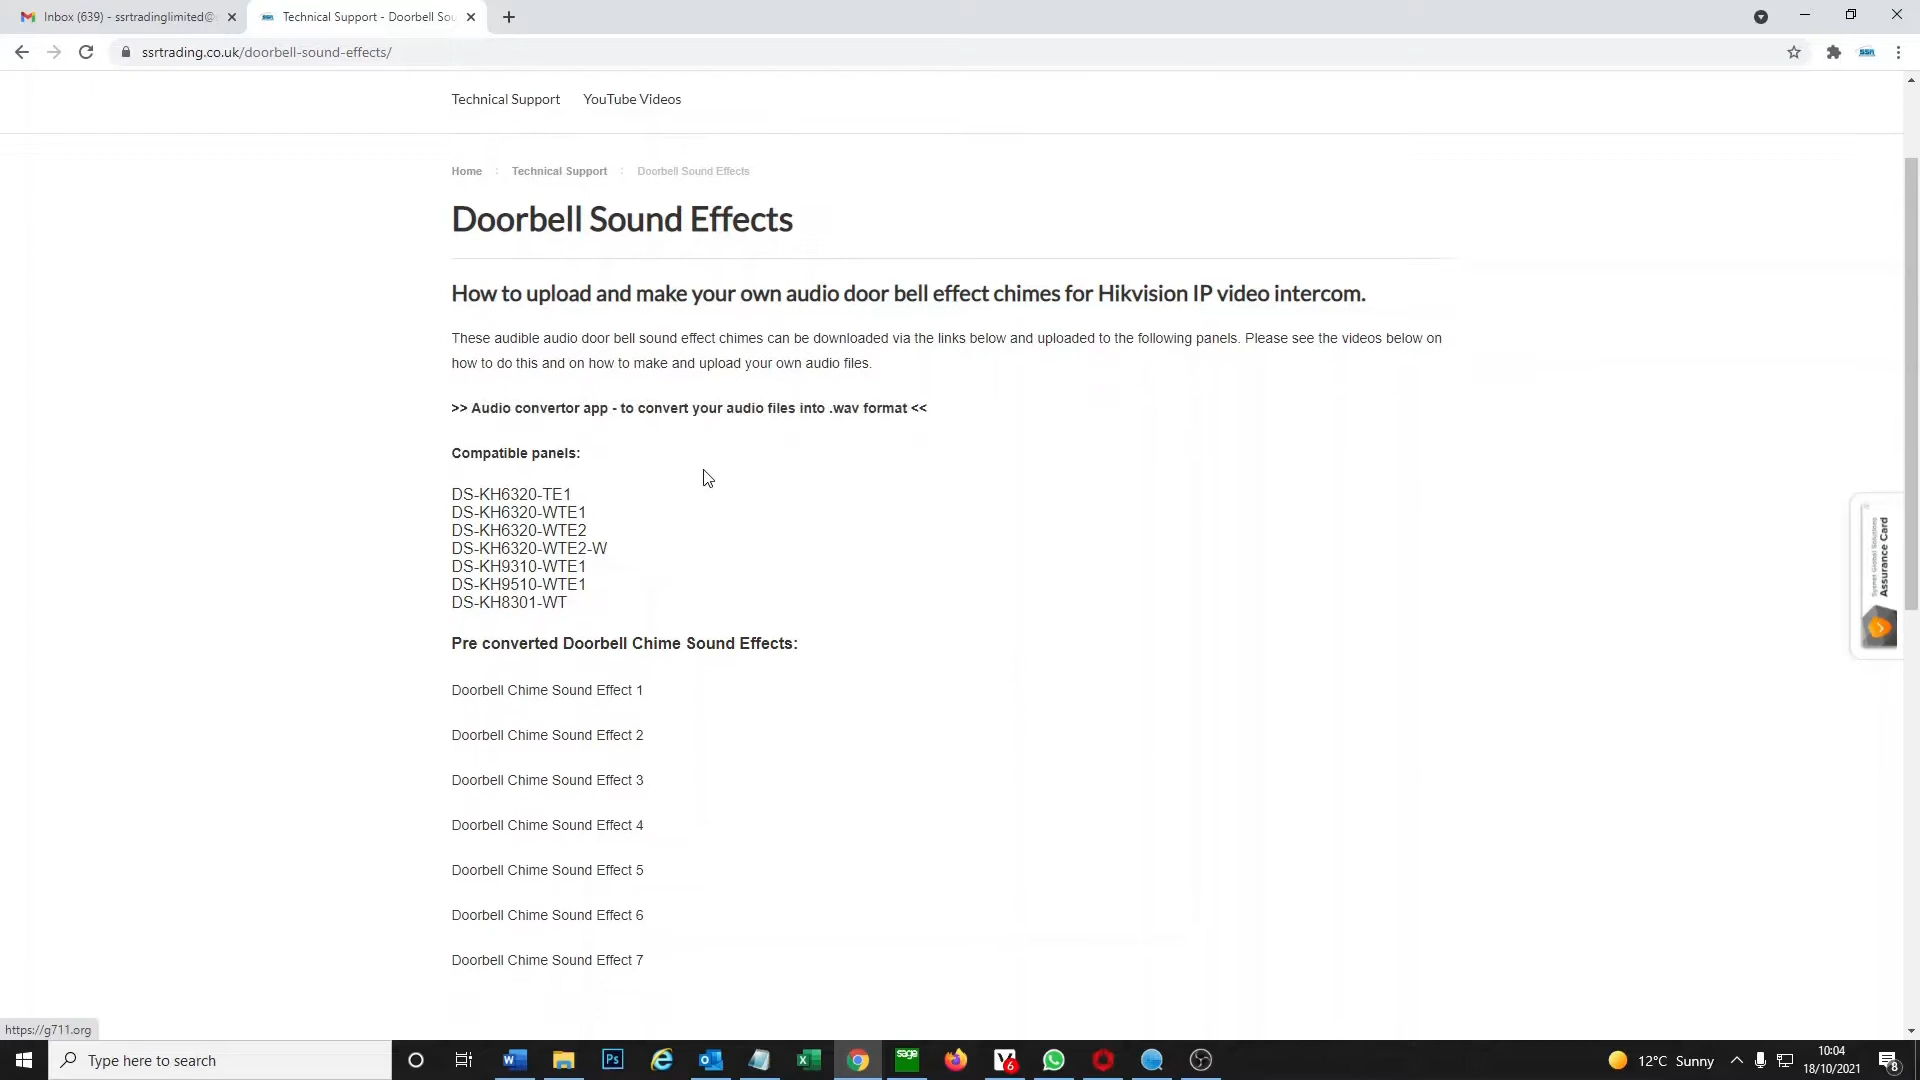 Inbox (639) - ssrtradinglimited@
Technical Support - Doorbell Sou
ssrtrading.co.uk/doorbell-sound-effects/
Technical Support YouTube Videos
Home : Technical Support : Doorbell Sound Effects
Doorbell Sound Effects
How to upload and make your own audio door bell effect chimes for Hikvision IP video intercom.
These audible audio door bell sound effect chimes can be downloaded via the links below and uploaded to the following panels. Please see the videos below on
how to do this and on how to make and upload your own audio files.
>> Audio convertor app - to convert your audio files into .wav format <<
Compatible panels:
DS-KH6320-TE1
DS-KH6320-WTE1
DS-KH6320-WTE2
DS-KH6320-WTE2-W
DS-KH9310-WTE1
DS-KH9510-WTE1
DS-KH8301-WT
Sysnet Global Solutions
Assurance Card
Pre converted Doorbell Chime Sound Effects:
Doorbell Chime Sound Effect 1
Doorbell Chime Sound Effect 2
Doorbell Chime Sound Effect 3
Doorbell Chime Sound Effect 4
Doorbell Chime Sound Effect 5
Doorbell Chime Sound Effect 6
Doorbell Chime Sound Effect 7
https://g711.org
Type here to search
Ps
sage
6
12°C Sunny
10:04
18/10/2021
8